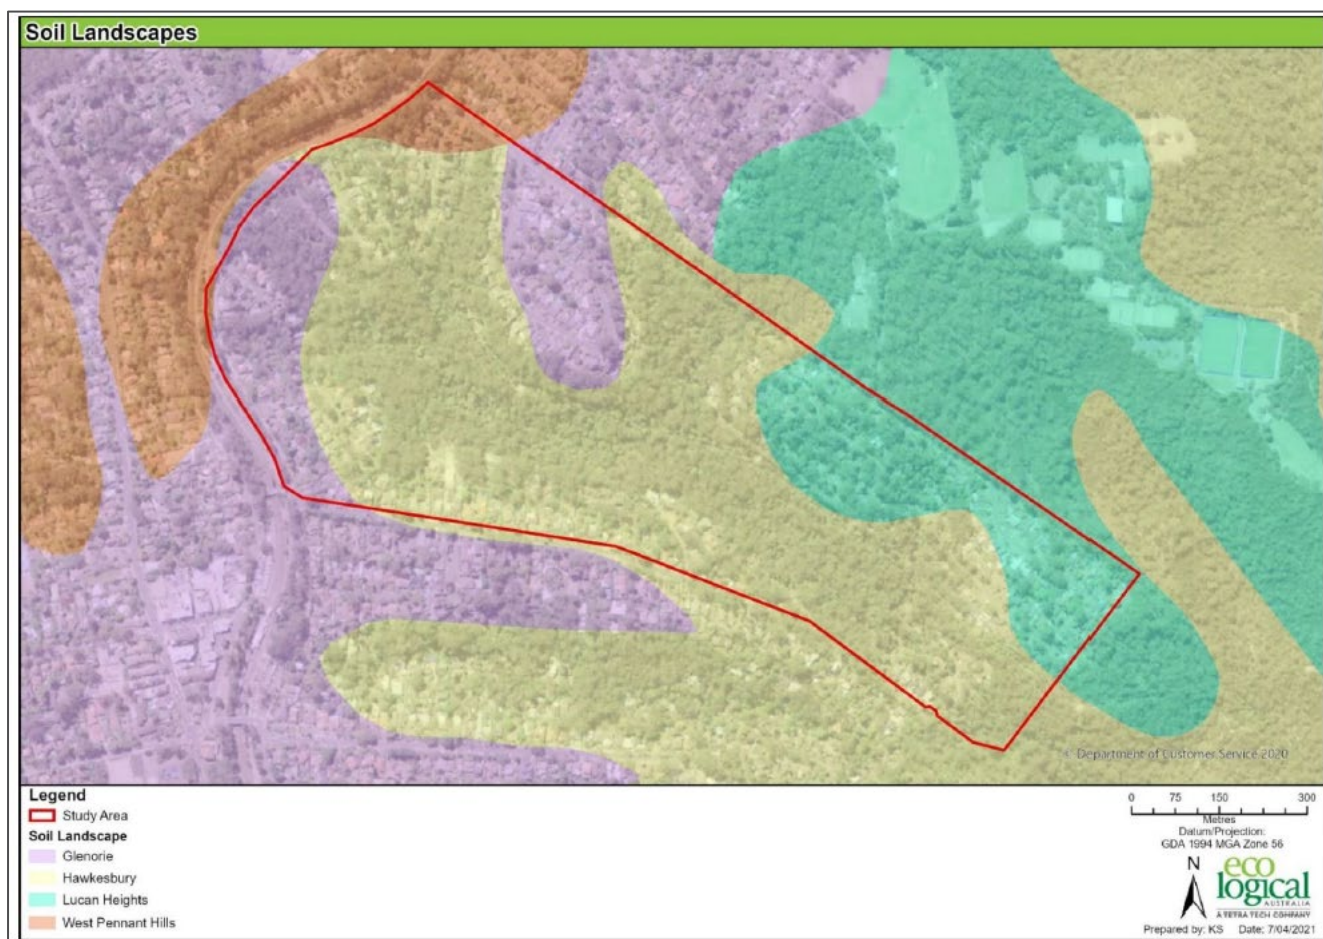 Soil Landscapes
© Department of Customer Service 2020
Legend
Study Area
Soil Landscape
Glenorie
Hawkesbury
Lucan Heights
West Pennant Hills
0 75 150 300
Metres
Datum/Projection:
GDA 1994 MGA Zone 56
N
eco
logical
AUSTRALIA
A TETRA TECH COMPANY
Prepared by: KS Date: 7/04/2021